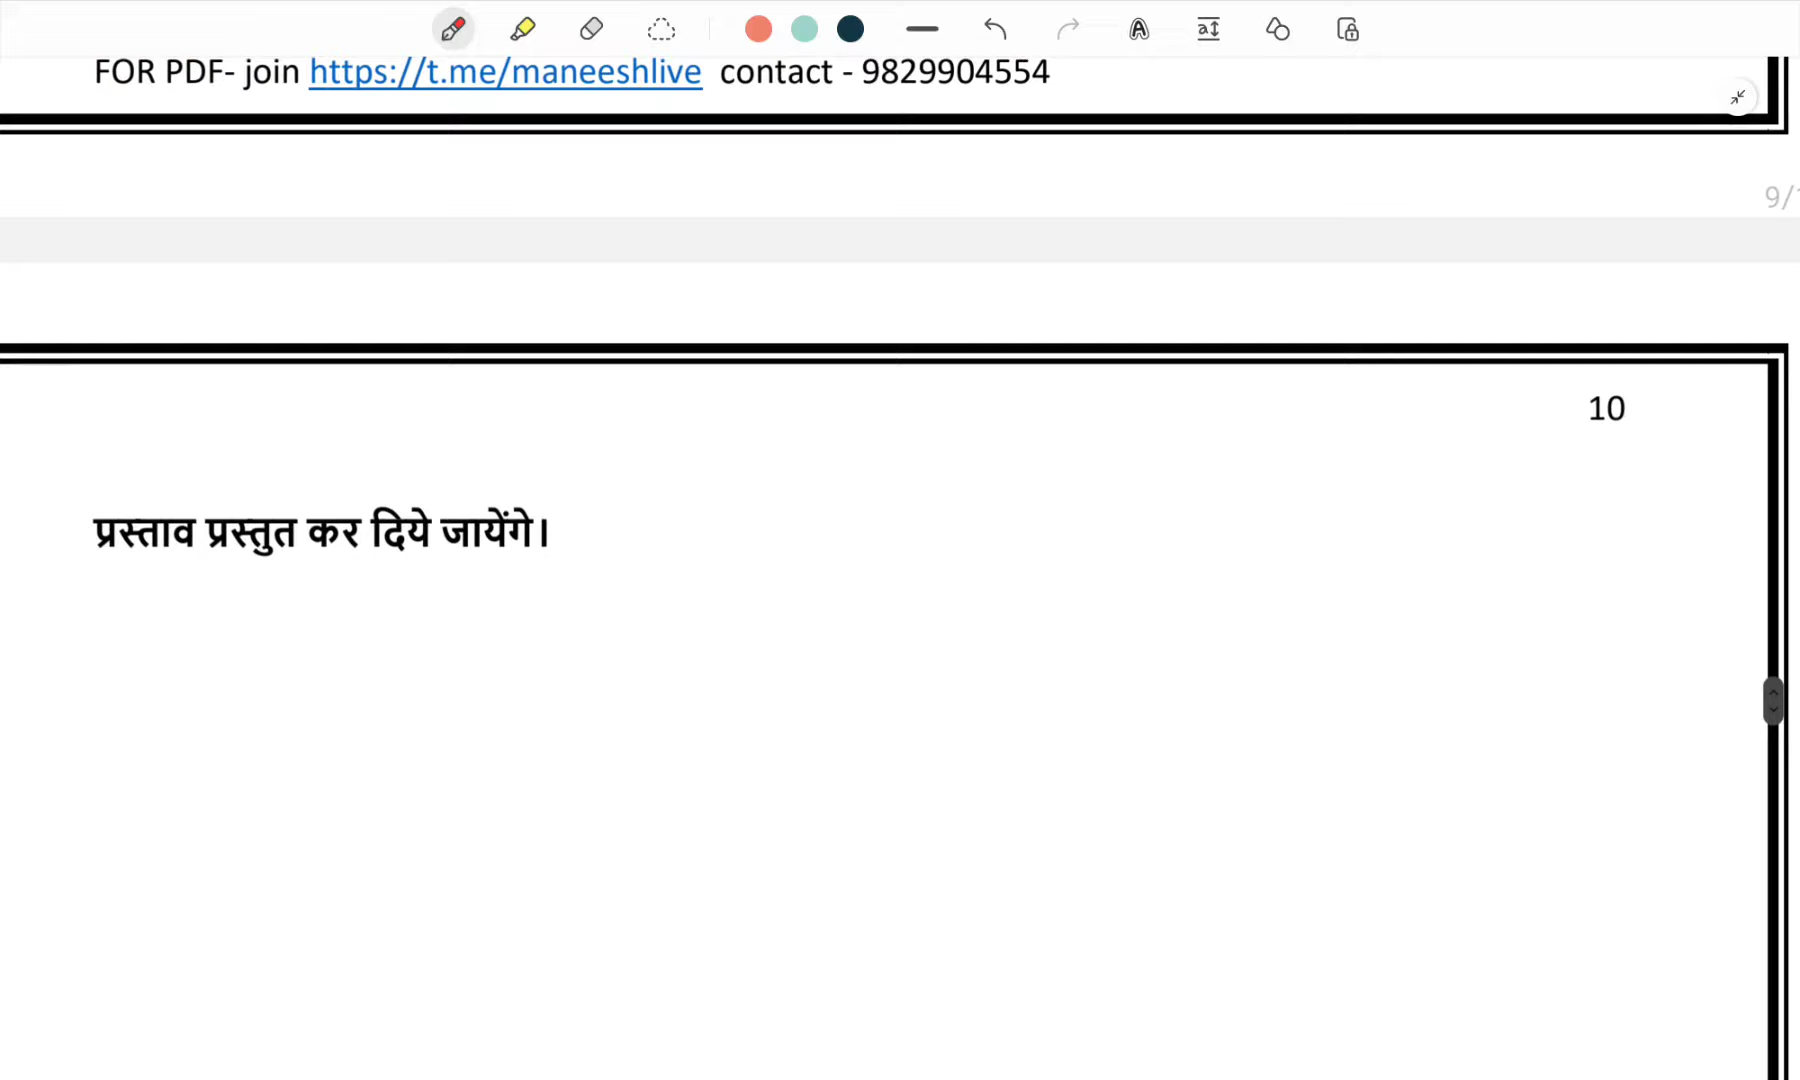 FOR PDF- join https://t.me/maneeshlive contact - 9829904554
9/
10
प्रस्ताव प्रस्तुत कर दिये जायेंगे।